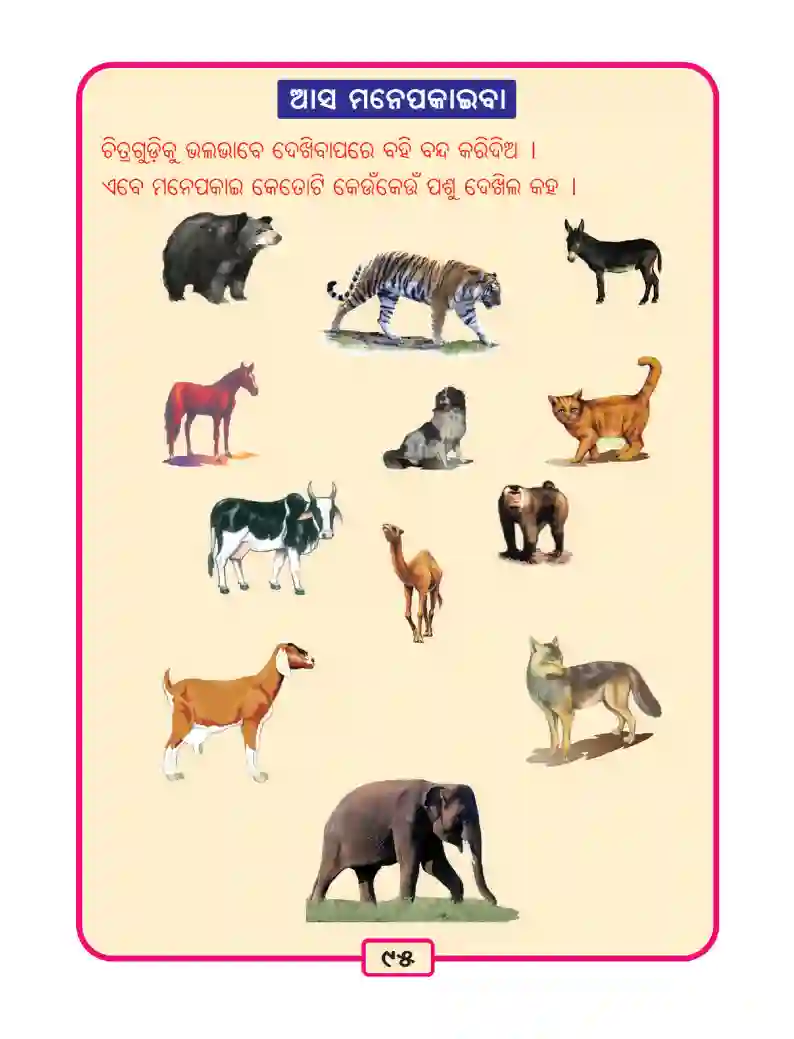 ଆସ ମନେପକାଇବା
ଚିତ୍ରଗୁଡ଼ିକୁ ଭଲଭାବେ ଦେଖିବାପରେ ବହି ବନ୍ଦ କରିଦିଅ ।
ଏବେ ମନେପକାଇ କେତୋଟି କେଉଁକେଉଁ ପଶୁ ଦେଖିଲ କହ ।
୯୫